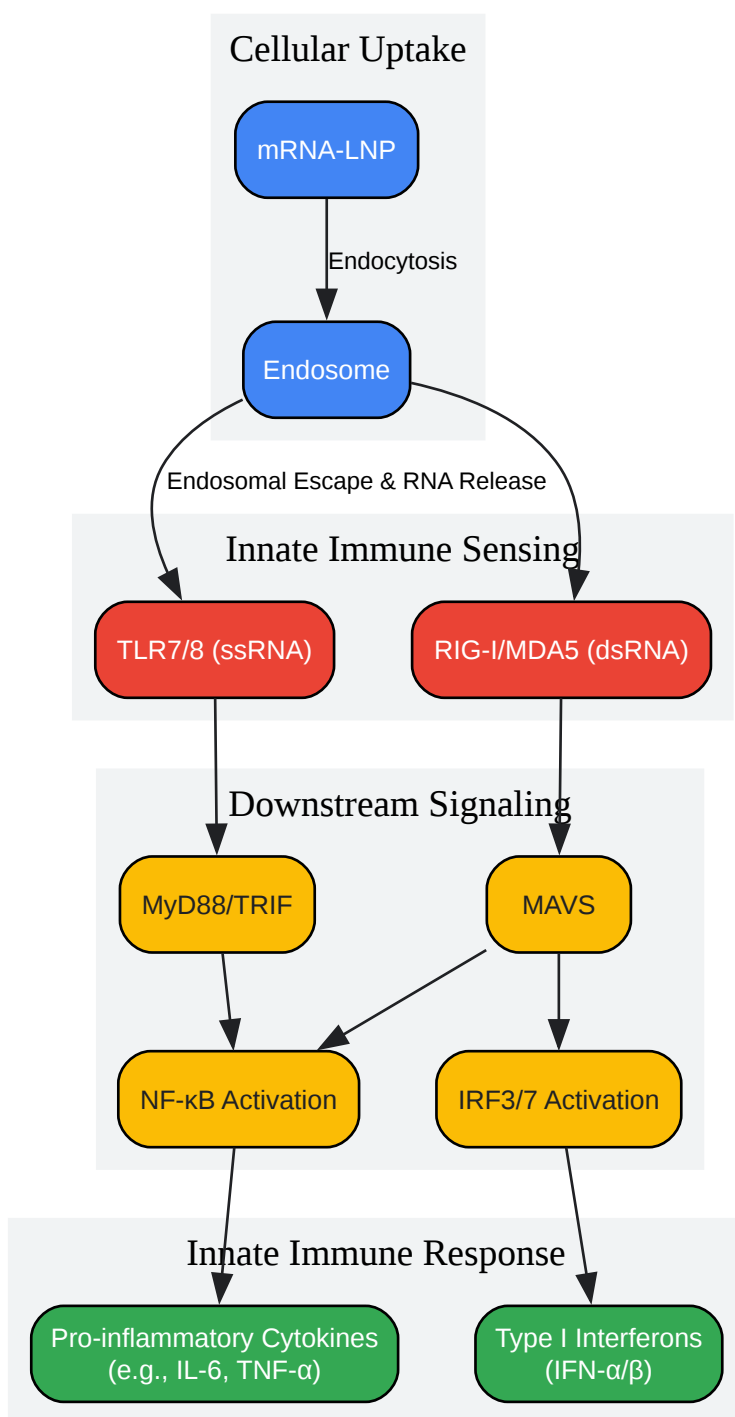 Cellular Uptake
mRNA-LNP
Endocytosis
Endosome
Endosomal Escape & RNA Release
Innate Immune Sensing
TLR7/8 (ssRNA)
RIG-I/MDA5 (dsRNA)
Downstream Signaling
MyD88/TRIF
MAVS
NF-κB Activation
IRF3/7 Activation
Innate Immune Response
Pro-inflammatory Cytokines
(e.g., IL-6, TNF-α)
Type I Interferons
(IFN-α/β)